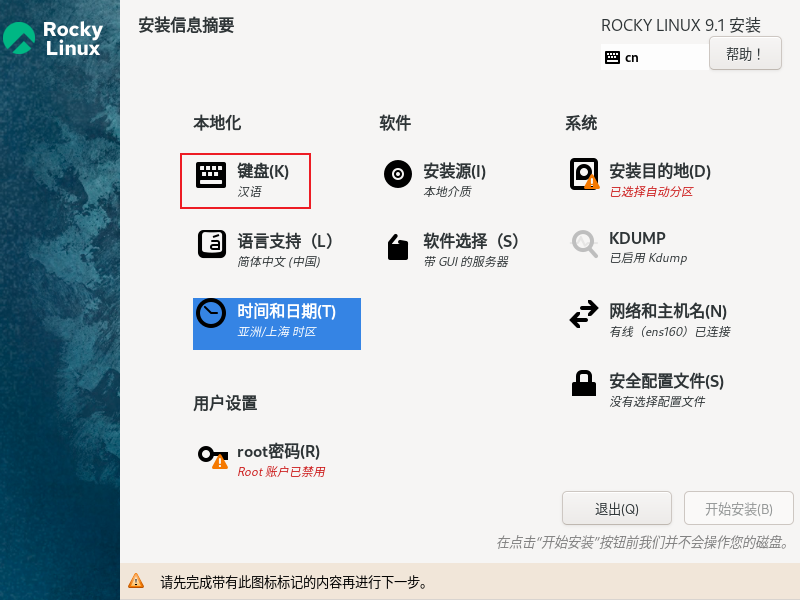 Rocky
Linux
安装信息摘要
ROCKY LINUX 9.1 安装
cn
帮助！
本地化
软件
系统
键盘(K)
汉语
安装源(I)
本地介质
安装目的地(D)
已选择自动分区
语言支持（L）
简体中文 (中国)
软件选择（S）
带 GUI 的服务器
KDUMP
已启用 Kdump
时间和日期(T)
亚洲/上海 时区
网络和主机名(N)
有线（ens160）已连接
安全配置文件(S)
没有选择配置文件
用户设置
root密码(R)
Root 账户已禁用
退出(Q)
开始安装(B)
在点击“开始安装”按钮前我们并不会操作您的磁盘。
请先完成带有此图标标记的内容再进行下一步。